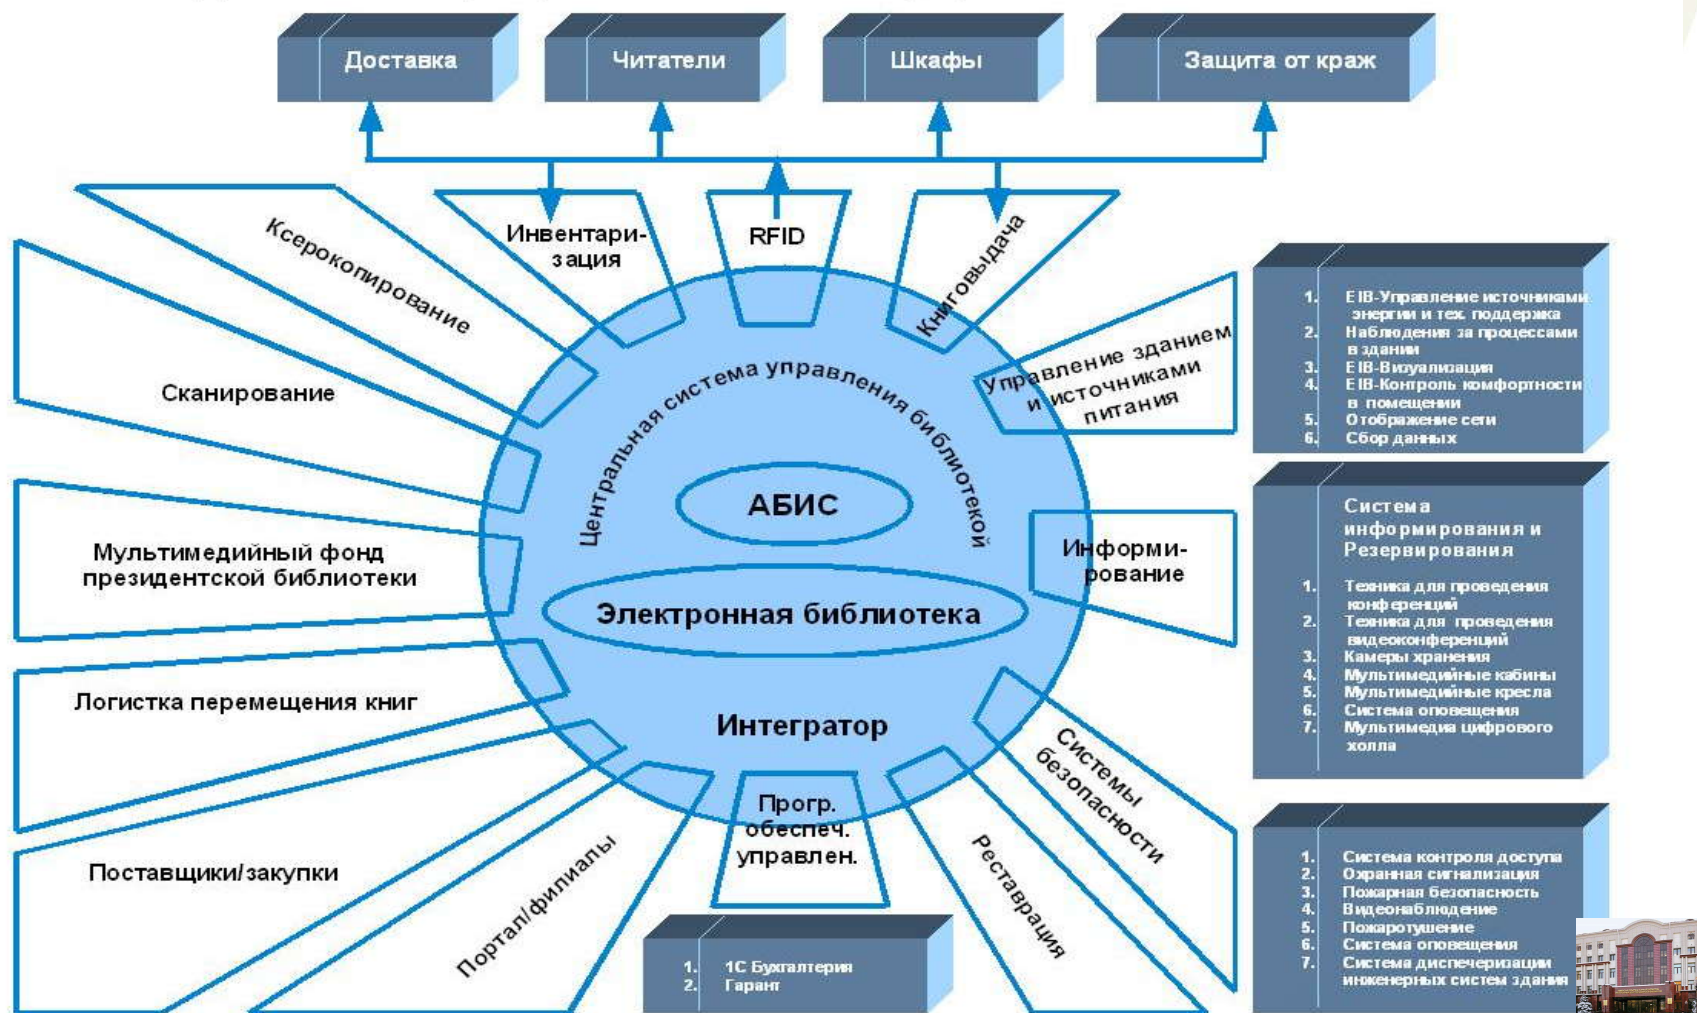 Доставка
Читатели
Шкафы
Защита от краж
Ксерокопирование
Инвентари-
зация
RFID
Книговыдача
Сканирование
Управление зданием
и источниками
питания
Центральная система управления библиотекой
АБИС
Электронная библиотека
Интегратор
Мультимедийный фонд
президентской библиотеки
Информи-
рование
Логистка перемещения книг
Поставщики/закупки
Портал/филиалы
Прогр.
обеспеч.
управлен.
Реставрация
Системы
безопасности
1. EIB-Управление источниками
энергии и тех. поддержка
2. Наблюдения за процессами
в здании
3. EIB-Визуализация
4. EIB-Контроль комфортности
в помещении
5. Отображение сети
6. Сбор данных
Система
информирования и
Резервирования
1. Техника для проведения
конференций
2. Техника для проведения
видеоконференций
3. Камеры хранения
4. Мультимедийные кабины
5. Мультимедийные кресла
6. Система оповещения
7. Мультимедиа цифрового
холла
1. Система контроля доступа
2. Охранная сигнализация
3. Пожарная безопасность
4. Видеонаблюдение
5. Пожаротушение
6. Система оповещения
7. Система диспечеризации
инженерных систем здания
1. 1С Бухгалтерия
2. Гарант